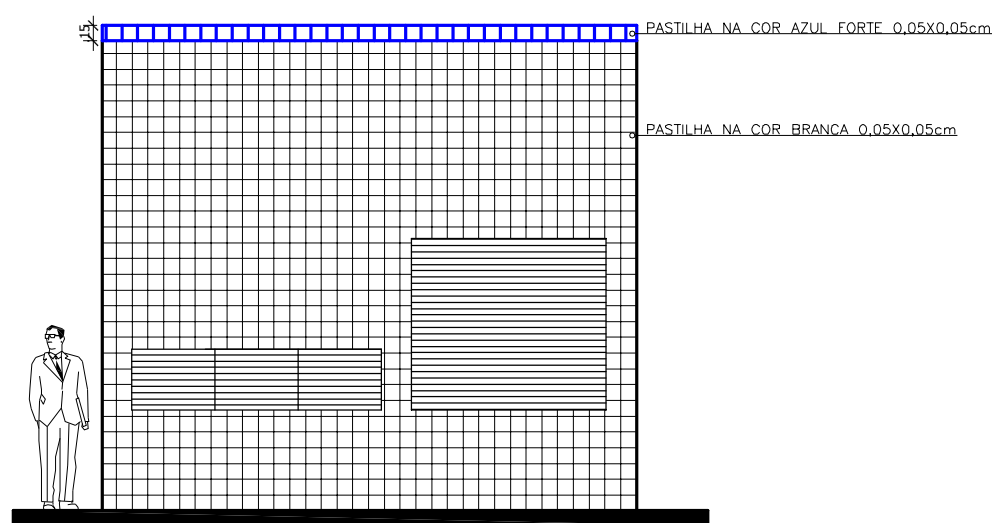 .15
PASTILHA NA COR AZUL FORTE 0,05X0,05cm
PASTILHA NA COR BRANCA 0,05X0,05cm